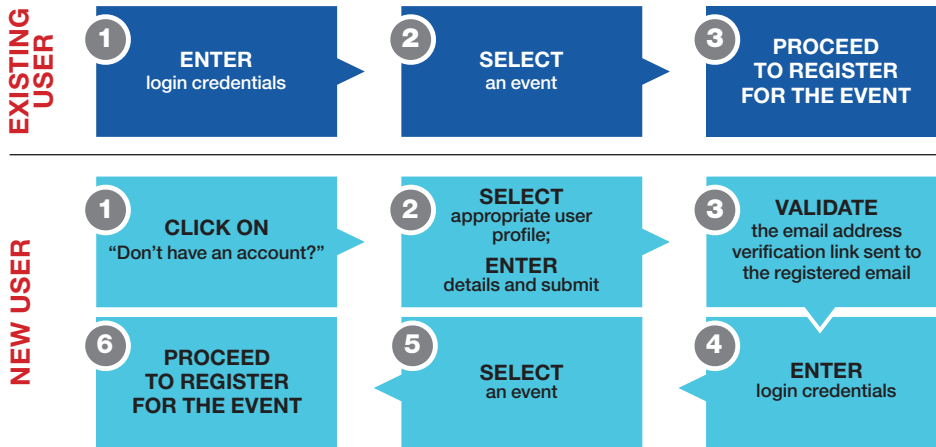 EXISTING
USER
1
ENTER
login credentials
2
SELECT
an event
3
PROCEED
TO REGISTER
FOR THE EVENT
NEW USER
1
CLICK ON
“Don’t have an account?”
2
SELECT
appropriate user
profile;
ENTER
details and submit
3
VALIDATE
the email address
verification link sent to
the registered email
4
ENTER
login credentials
5
SELECT
an event
6
PROCEED
TO REGISTER
FOR THE EVENT